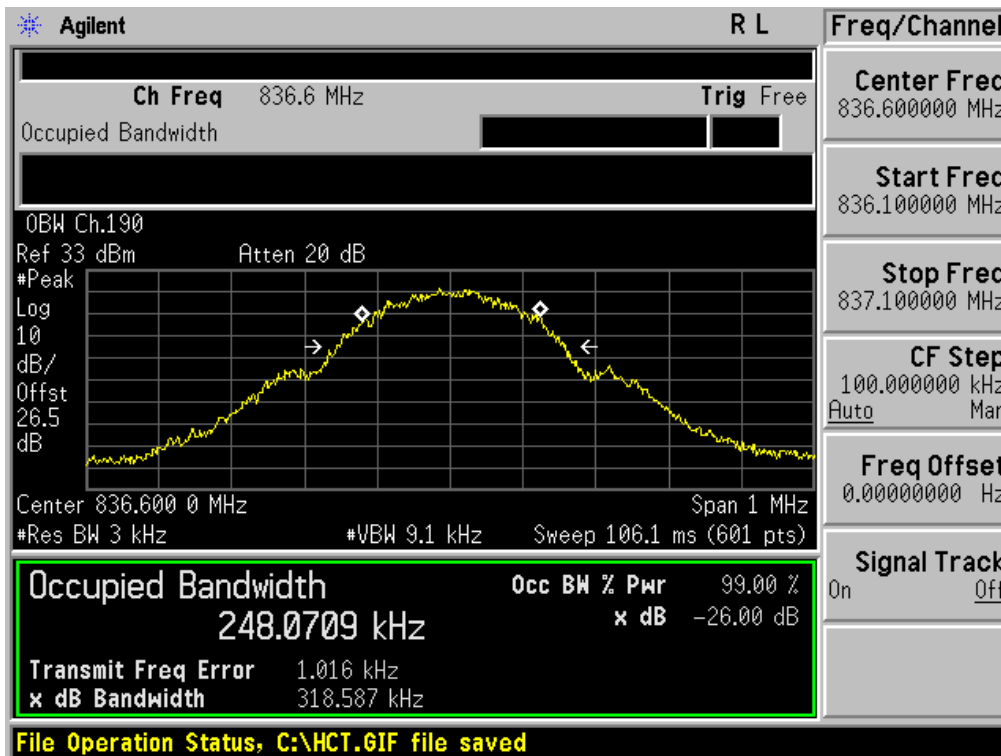 Agilent R L Freq/Channel
Ch Freq 836.6 MHz Trig Free
Occupied Bandwidth
Center Freq
836.600000 MHz
Start Freq
836.100000 MHz
Stop Freq
837.100000 MHz
CF Step
100.000000 kHz
Auto Man
Freq Offset
0.00000000 Hz
Signal Track
On Off
OBW Ch.190
Ref 33 dBm Atten 20 dB
#Peak
Log
10
dB/
Offst
26.5
dB
Center 836.600 0 MHz Span 1 MHz
#Res BW 3 kHz #VBW 9.1 kHz Sweep 106.1 ms (601 pts)
Occupied Bandwidth Occ BW % Pwr 99.00 %
248.0709 kHz x dB -26.00 dB
Transmit Freq Error 1.016 kHz
x dB Bandwidth 318.587 kHz
File Operation Status, C:\HCT.GIF file saved